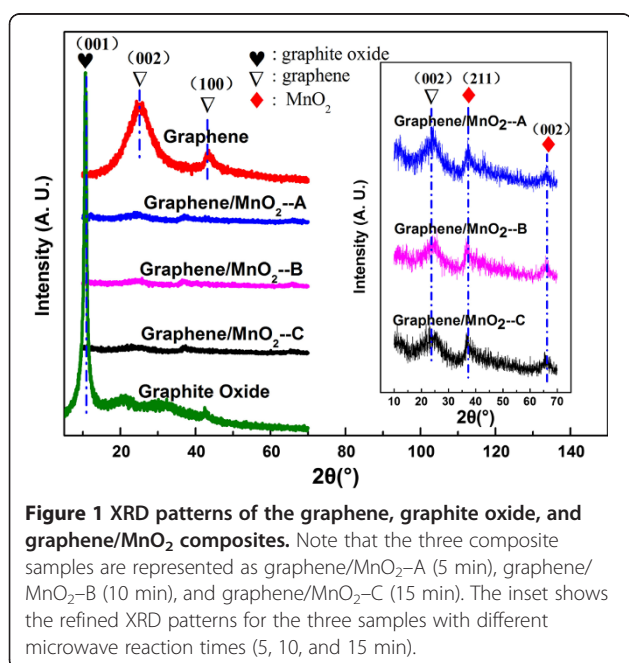 (001)
♥ : graphite oxide
(002)
▽ : graphene
(100)
◆ : MnO₂
Graphene
Graphene/MnO₂--A
Graphene/MnO₂--B
Graphene/MnO₂--C
Graphite Oxide
Intensity (A. U.)
20 40 60 80 100 120 140
2θ(°)
(002) (211)
Graphene/MnO₂--A
(002)
Graphene/MnO₂--B
Graphene/MnO₂--C
Intensity (A. U.)
10 20 30 40 50 60 70
2θ(°)
Figure 1 XRD patterns of the graphene, graphite oxide, and
graphene/MnO₂ composites. Note that the three composite
samples are represented as graphene/MnO₂–A (5 min), graphene/
MnO₂–B (10 min), and graphene/MnO₂–C (15 min). The inset shows
the refined XRD patterns for the three samples with different
microwave reaction times (5, 10, and 15 min).